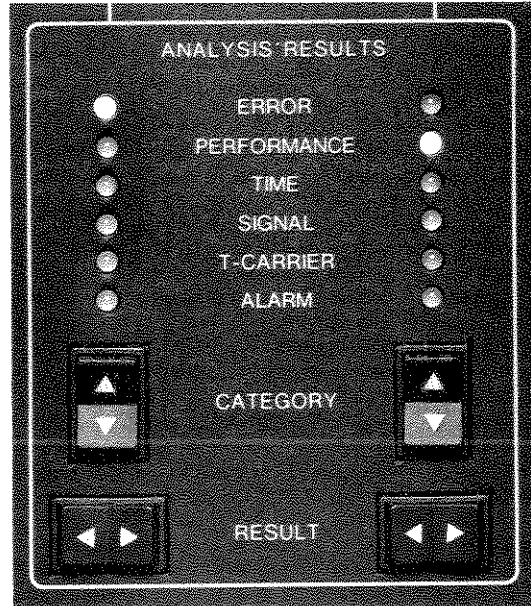 ANALYSIS RESULTS
ERROR
PERFORMANCE
TIME
SIGNAL
T-CARRIER
ALARM
CATEGORY
RESULT